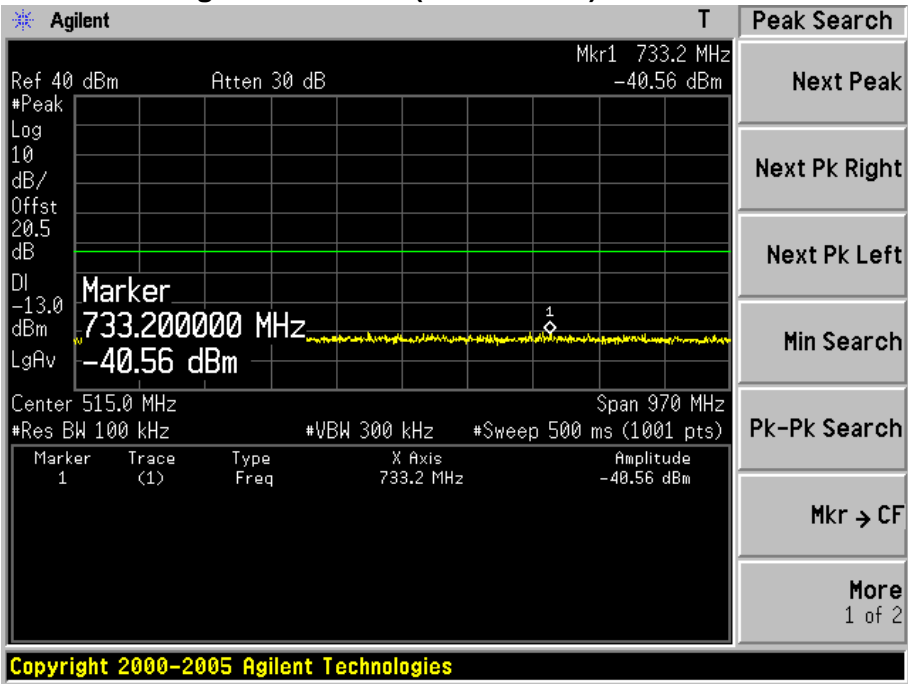 Agilent T Peak Search
Mkr1 733.2 MHz
Ref 40 dBm Atten 30 dB −40.56 dBm
#Peak
Log
10
dB/
Offst
20.5
dB
DI
−13.0
dBm
LgAv
1
Marker
733.200000 MHz
−40.56 dBm
Center 515.0 MHz Span 970 MHz
#Res BW 100 kHz #VBW 300 kHz #Sweep 500 ms (1001 pts)
Marker Trace Type X Axis Amplitude
1 (1) Freq 733.2 MHz −40.56 dBm
Next Peak
Next Pk Right
Next Pk Left
Min Search
Pk–Pk Search
Mkr → CF
More
1 of 2
Copyright 2000–2005 Agilent Technologies